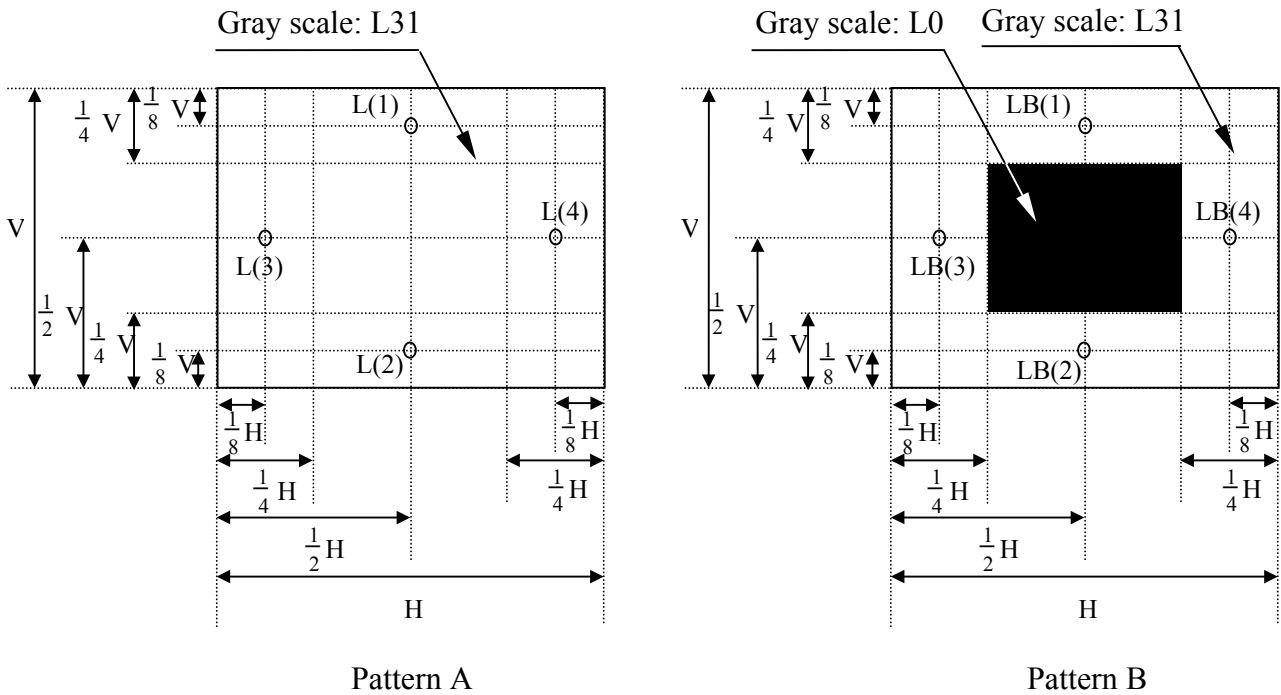 Gray scale: L31
1/4 V
1/8 V
L(1)
V
L(4)
L(3)
1/2 V
1/4 V
1/8 V
L(2)
1/8 H
1/8 H
1/4 H
1/4 H
1/2 H
H
Pattern A
Gray scale: L0
Gray scale: L31
1/4 V
1/8 V
LB(1)
V
LB(4)
LB(3)
1/2 V
1/4 V
1/8 V
LB(2)
1/8 H
1/8 H
1/4 H
1/4 H
1/2 H
H
Pattern B